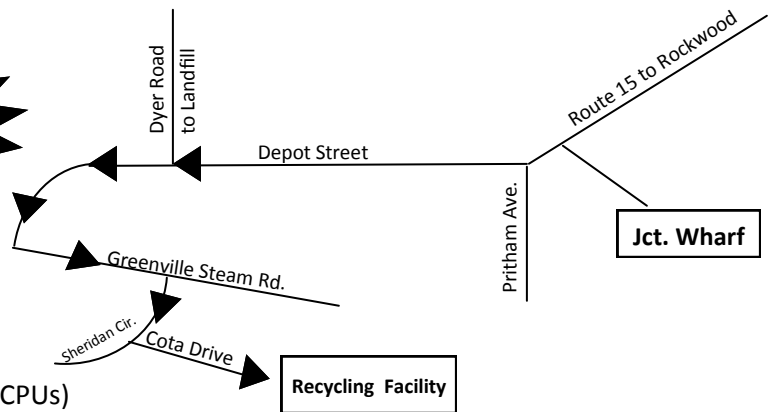 Dyer Road
to Landfill
Route 15 to Rockwood
Depot Street
Pritham Ave.
Jct. Wharf
Greenville Steam Rd.
Sheridan Cir.
Cota Drive
Recycling Facility
CPUs)